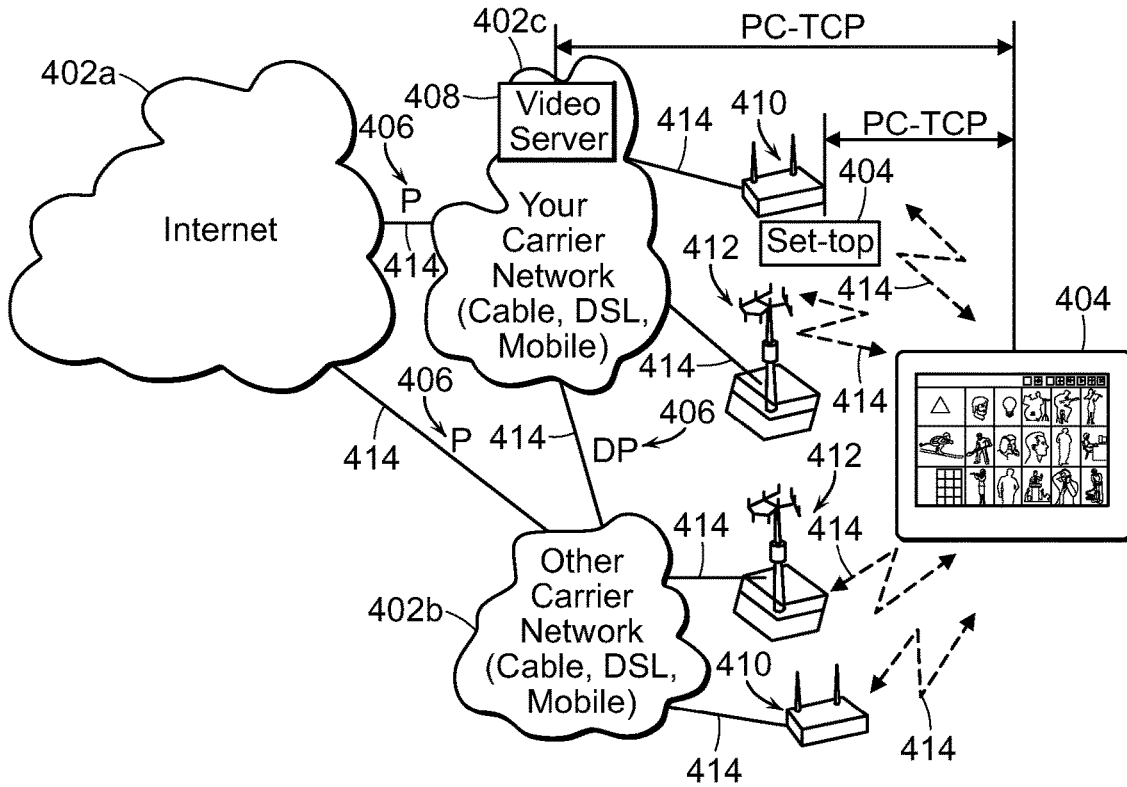 402c
PC-TCP
402a
408
Video
Server
410
414
PC-TCP
406
404
P
Your
Carrier
Network
(Cable, DSL,
Mobile)
Internet
Set-top
414
412
414
414
414
404
406
P
414
414
DP
406
412
414
414
Other
Carrier
Network
(Cable, DSL,
Mobile)
402b
410
414
414